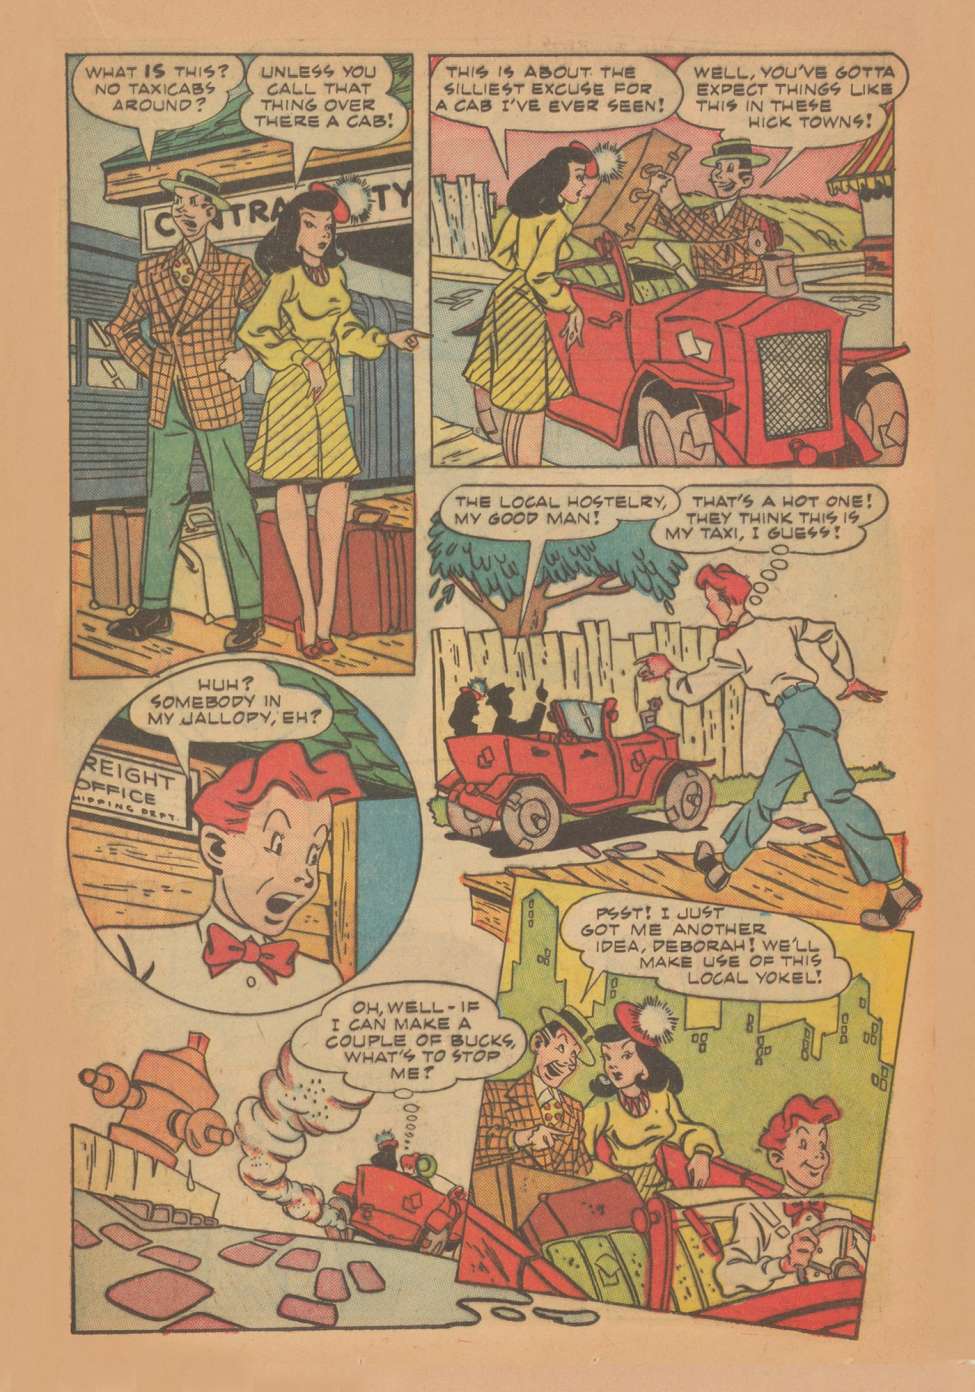 WHAT IS THIS?
NO TAXICABS
AROUND?
UNLESS YOU
CALL THAT
THING OVER
THERE A CAB!
CENTRAL CITY
THIS IS ABOUT THE
SILLIEST EXCUSE FOR
A CAB I'VE EVER SEEN!
WELL, YOU'VE GOTTA
EXPECT THINGS LIKE
THIS IN THESE
HICK TOWNS!
HUH?
SOMEBODY IN
MY JALLOPY, EH?
REIGHT
OFFICE
HIPPING DEPT.
THE LOCAL HOSTELRY,
MY GOOD MAN!
THAT'S A HOT ONE!
THEY THINK THIS IS
MY TAXI, I GUESS!
OH, WELL-IF
I CAN MAKE A
COUPLE OF BUCKS,
WHAT'S TO STOP
ME?
PSST! I JUST
GOT ME ANOTHER
IDEA, DEBORAH! WE'LL
MAKE USE OF THIS
LOCAL YOKEL!